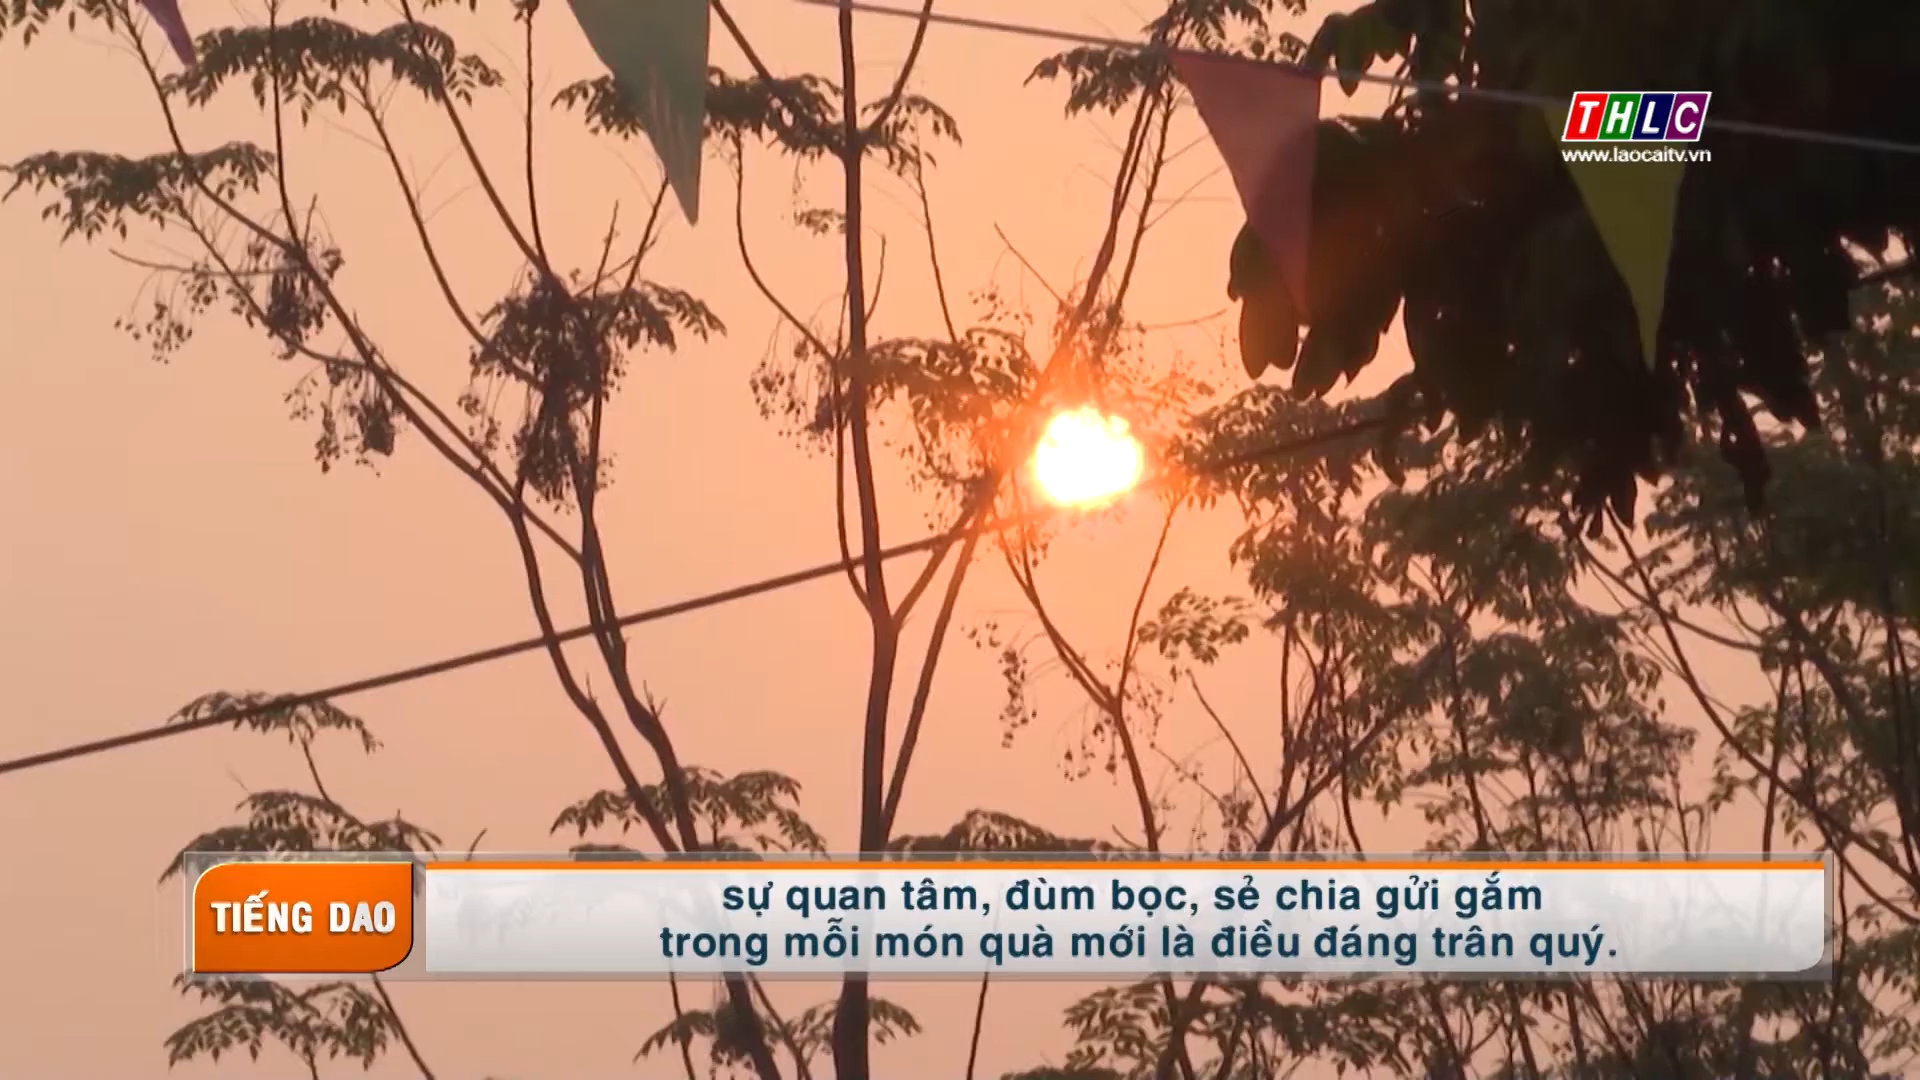 THLC
www.laocaitv.vn
TIẾNG DAO
sự quan tâm, đùm bọc, sẻ chia gửi gắm
trong mỗi món quà mới là điều đáng trân quý.